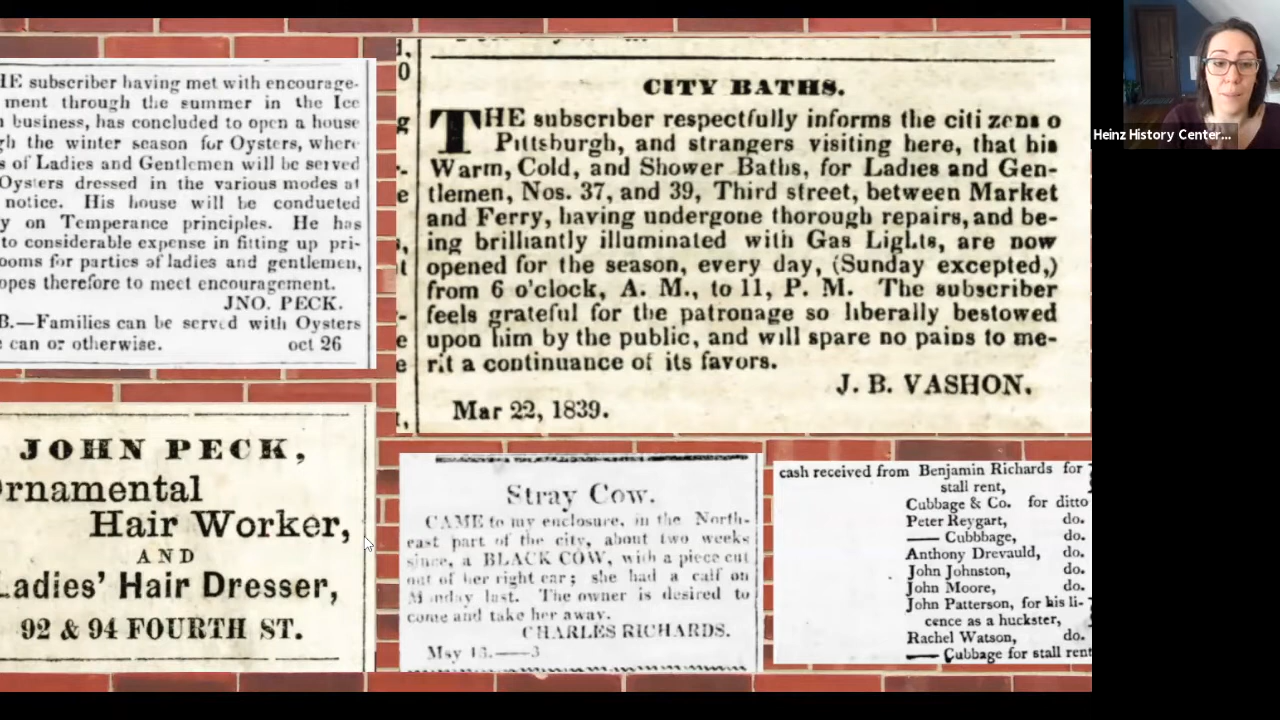 HE subscriber having met with encourage-
ment through the summer in the Ice
business, has concluded to open a house
gh the winter season for Oysters, where
s of Ladies and Gentlemen will be served
Oysters dressed in the various modes at
notice. His house will be conducted
y on Temperance principles. He has
to considerable expense in fitting up pri-
ooms for parties of ladies and gentlemen,
opes therefore to meet encouragement.
JNO. PECK.
B.—Families can be served with Oysters
can or otherwise. oct 26
JOHN PECK,
rnamental
Hair Worker,
AND
Ladies' Hair Dresser,
92 & 94 FOURTH ST.
CITY BATHS.
THE subscriber respectfully informs the citizens o
Pittsburgh, and strangers visiting here, that his
Warm, Cold, and Shower Baths, for Ladies and Gen-
tlemen, Nos. 37, and 39, Third street, between Market
and Ferry, having undergone thorough repairs, and be-
ing brilliantly illuminated with Gas Lights, are now
opened for the season, every day, (Sunday excepted,)
from 6 o'clock, A. M., to 11, P. M. The subscriber
feels grateful for the patronage so liberally bestowed
upon him by the public, and will spare no pains to me-
rit a continuance of its favors.
J. B. VASHON.
Mar 22, 1839.
Stray Cow.
CAME to my enclosure, in the North-
east part of the city, about two weeks
since, a BLACK COW, with a piece cut
out of her right ear; she had a calf on
Monday last. The owner is desired to
come and take her away.
CHARLES RICHARDS.
May 13.——3
cash received from Benjamin Richards for
stall rent,
Cubbage & Co. for ditto
Peter Reygart, do.
—— Cubbbage, do.
Anthony Drevauld, do.
John Johnston, do.
John Moore, do.
John Patterson, for his li-
cence as a huckster,
Rachel Watson, do.
—— Cubbage for stall rent
Heinz History Center...